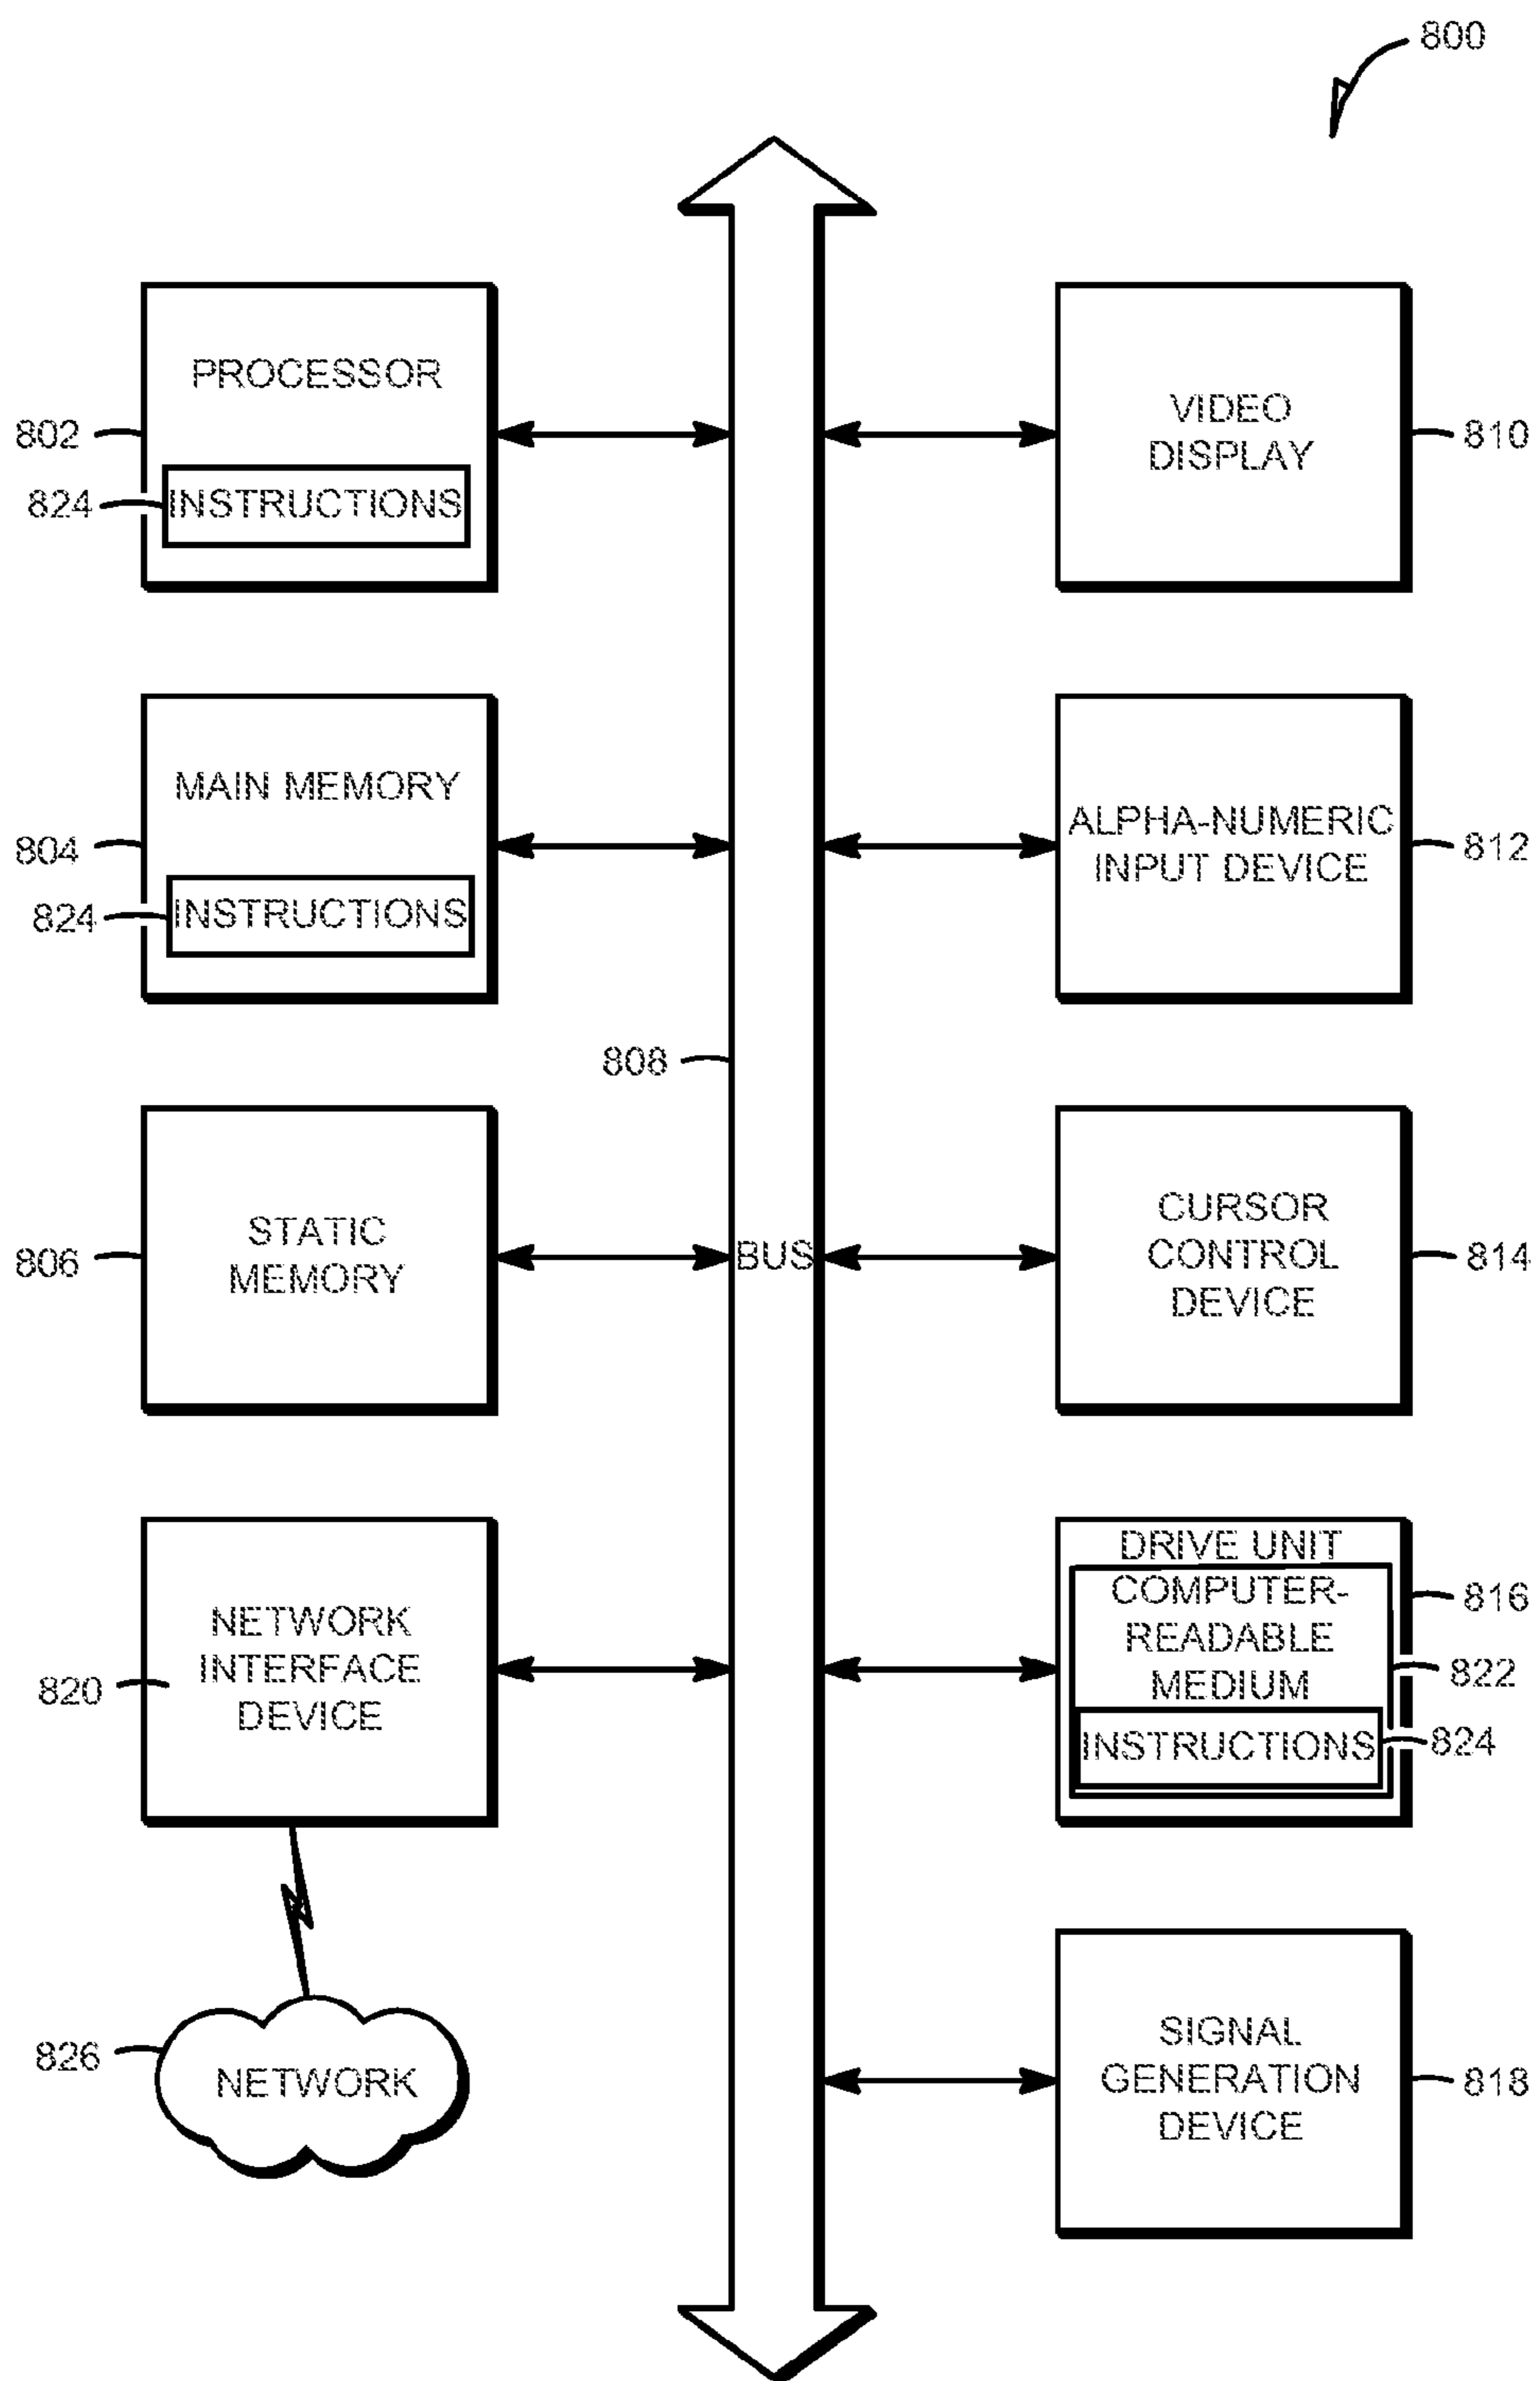 800
PROCESSOR
802
824
INSTRUCTIONS
VIDEO
DISPLAY
810
MAIN MEMORY
804
824
INSTRUCTIONS
ALPHA-NUMERIC
INPUT DEVICE
812
808
STATIC
MEMORY
806
BUS
CURSOR
CONTROL
DEVICE
814
NETWORK
INTERFACE
DEVICE
820
DRIVE UNIT
COMPUTER-
READABLE
MEDIUM
816
822
INSTRUCTIONS
824
826
NETWORK
SIGNAL
GENERATION
DEVICE
818